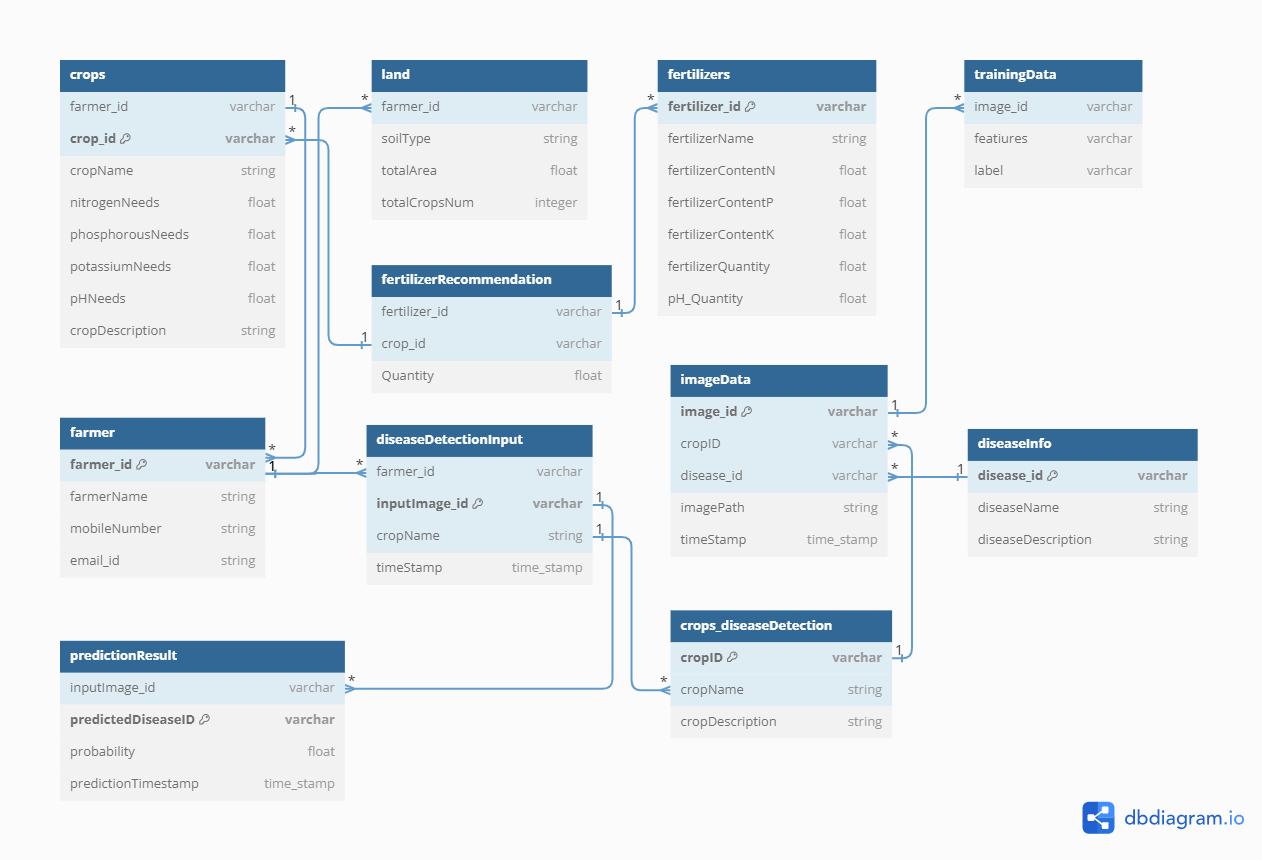 crops
farmer_id varchar
crop_id varchar
cropName string
nitrogenNeeds float
phosphorousNeeds float
potassiumNeeds float
pHNeeds float
cropDescription string
1
*
land
farmer_id varchar
soilType string
totalArea float
totalCropsNum integer
*
fertilizers
fertilizer_id varchar
fertilizerName string
fertilizerContentN float
fertilizerContentP float
fertilizerContentK float
fertilizerQuantity float
pH_Quantity float
*
trainingData
image_id varchar
featiures varchar
label varhcar
*
fertilizerRecommendation
fertilizer_id varchar
crop_id varchar
Quantity float
1
1
imageData
image_id varchar
cropID varchar
disease_id varchar
imagePath string
timeStamp time_stamp
1
*
*
farmer
farmer_id varchar
farmerName string
mobileNumber string
email_id string
*
1
diseaseDetectionInput
farmer_id varchar
inputImage_id varchar
cropName string
timeStamp time_stamp
*
1
1
diseaseInfo
disease_id varchar
diseaseName string
diseaseDescription string
1
crops_diseaseDetection
cropID varchar
cropName string
cropDescription string
1
*
predictionResult
inputImage_id varchar
predictedDiseaseID varchar
probability float
predictionTimestamp time_stamp
*
dbdiagram.io